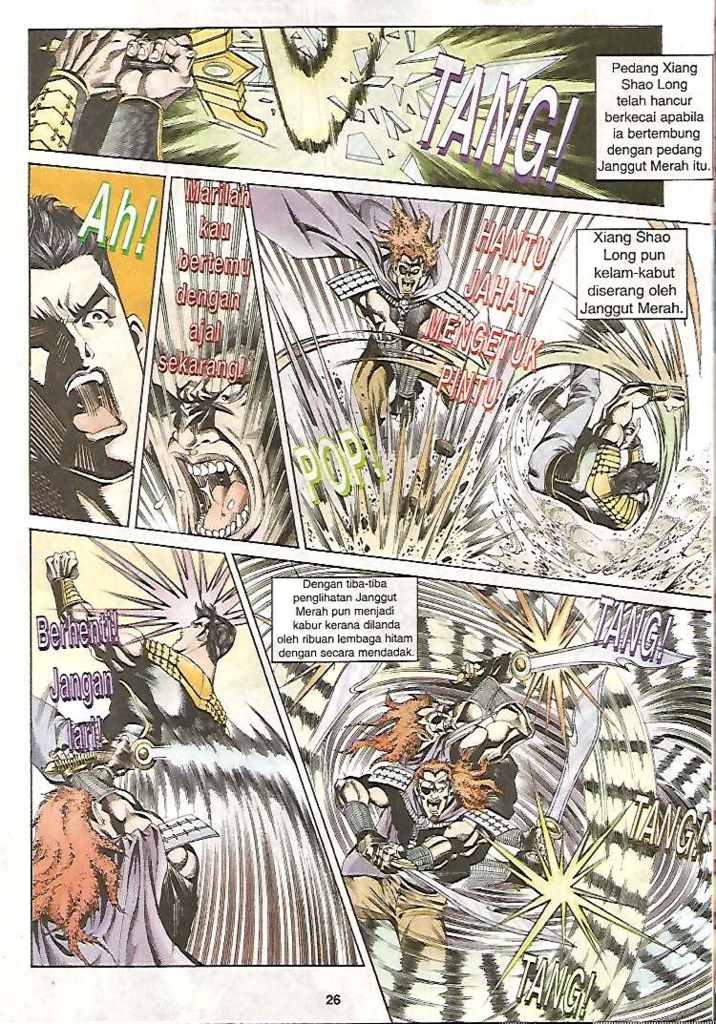 TANG!
Pedang Xiang
Shao Long
telah hancur
berkecai apabila
ia bertembung
dengan pedang
Janggut Merah itu.
Ah!
Marilah
kau
bertemu
dengan
ajal
sekarang!
HANTU
JAHAT
MENGETUK
PINTU
Xiang Shao
Long pun
kelam-kabut
diserang oleh
Janggut Merah.
POP!
Berhenti!
Jangan
lari!
Dengan tiba-tiba
penglihatan Janggut
Merah pun menjadi
kabur kerana dilanda
oleh ribuan lembaga hitam
dengan secara mendadak.
TANG!
TANG!
TANG!
26